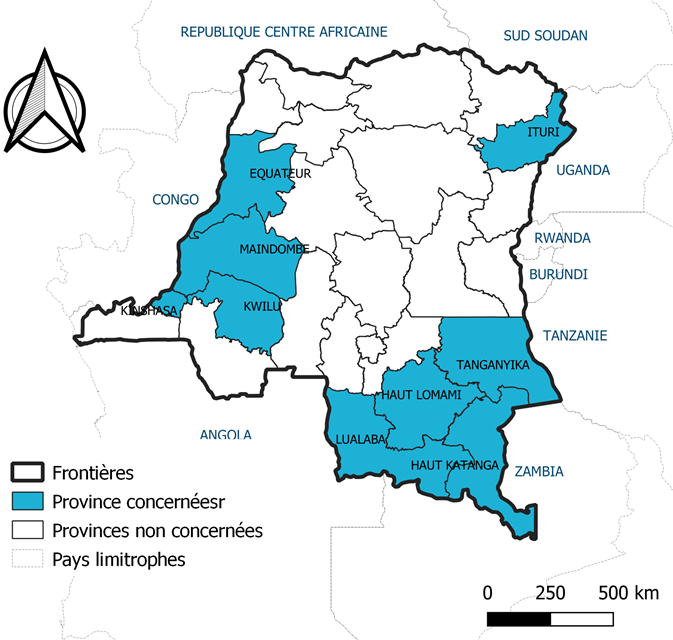 REPUBLIQUE CENTRE AFRICAINE
SUD SOUDAN
ITURI
UGANDA
EQUATEUR
CONGO
RWANDA
MAINDOMBE
BURUNDI
KINSHASA
KWILU
TANZANIE
TANGANYIKA
HAUT LOMAMI
ANGOLA
LUALABA
HAUT KATANGA
ZAMBIA
Frontières
Province concernéesr
Provinces non concernées
Pays limitrophes
0 250 500 km